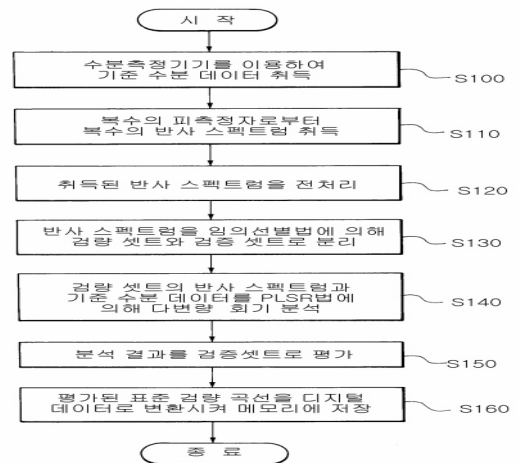 시 작
수분측정기기를 이용하여
기준 수분 데이터 취득
S100
복수의 피측정자로부터
복수의 반사 스펙트럼 취득
S110
취득된 반사 스펙트럼을 전처리
S120
반사 스펙트럼을 임의선별법에 의해
검량 셋트와 검증 셋트로 분리
S130
검량 셋트의 반사 스펙트럼과
기준 수분 데이터를 PLSR법에
의해 다변량 회기 분석
S140
분석 결과를 검증셋트로 평가
S150
평가된 표준 검량 곡선을 디지털
데이터로 변환시켜 메모리에 저장
S160
종 료